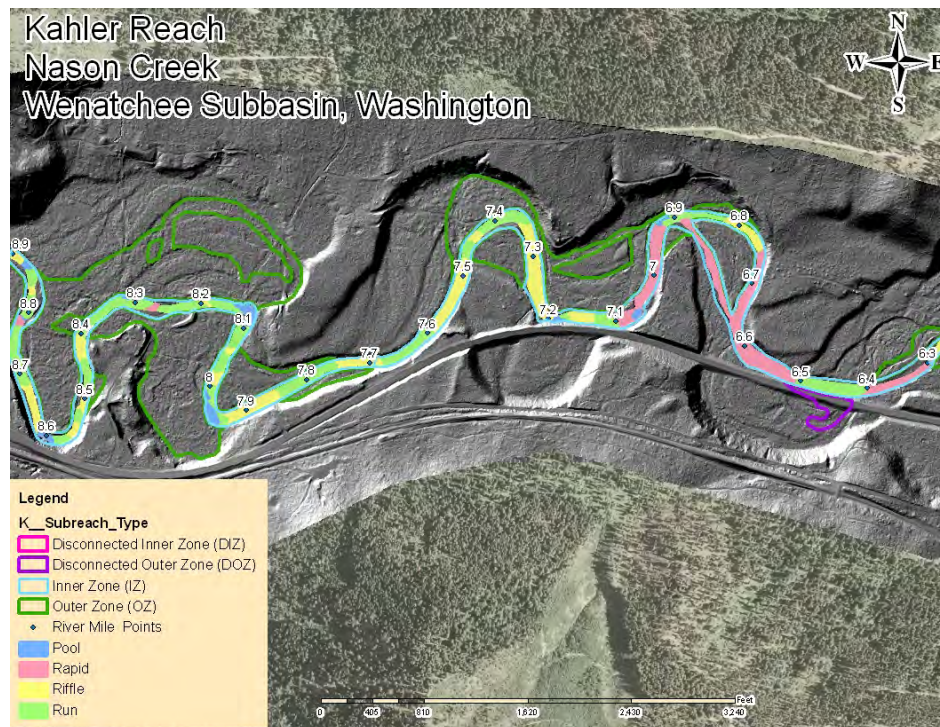 Kahler Reach
Nason Creek
Wenatchee Subbasin, Washington
N
W E
S
8.9
8.8
8.7
8.6
8.5
8.4
8.3
8.2
8.1
8
7.9
7.8
7.7
7.6
7.5
7.4
7.3
7.2
7.1
7
6.9
6.8
6.7
6.6
6.5
6.4
6.3
Legend
K__Subreach_Type
Disconnected Inner Zone (DIZ)
Disconnected Outer Zone (DOZ)
Inner Zone (IZ)
Outer Zone (OZ)
River Mile Points
Pool
Rapid
Riffle
Run
Feet
0 405 810 1,620 2,430 3,240